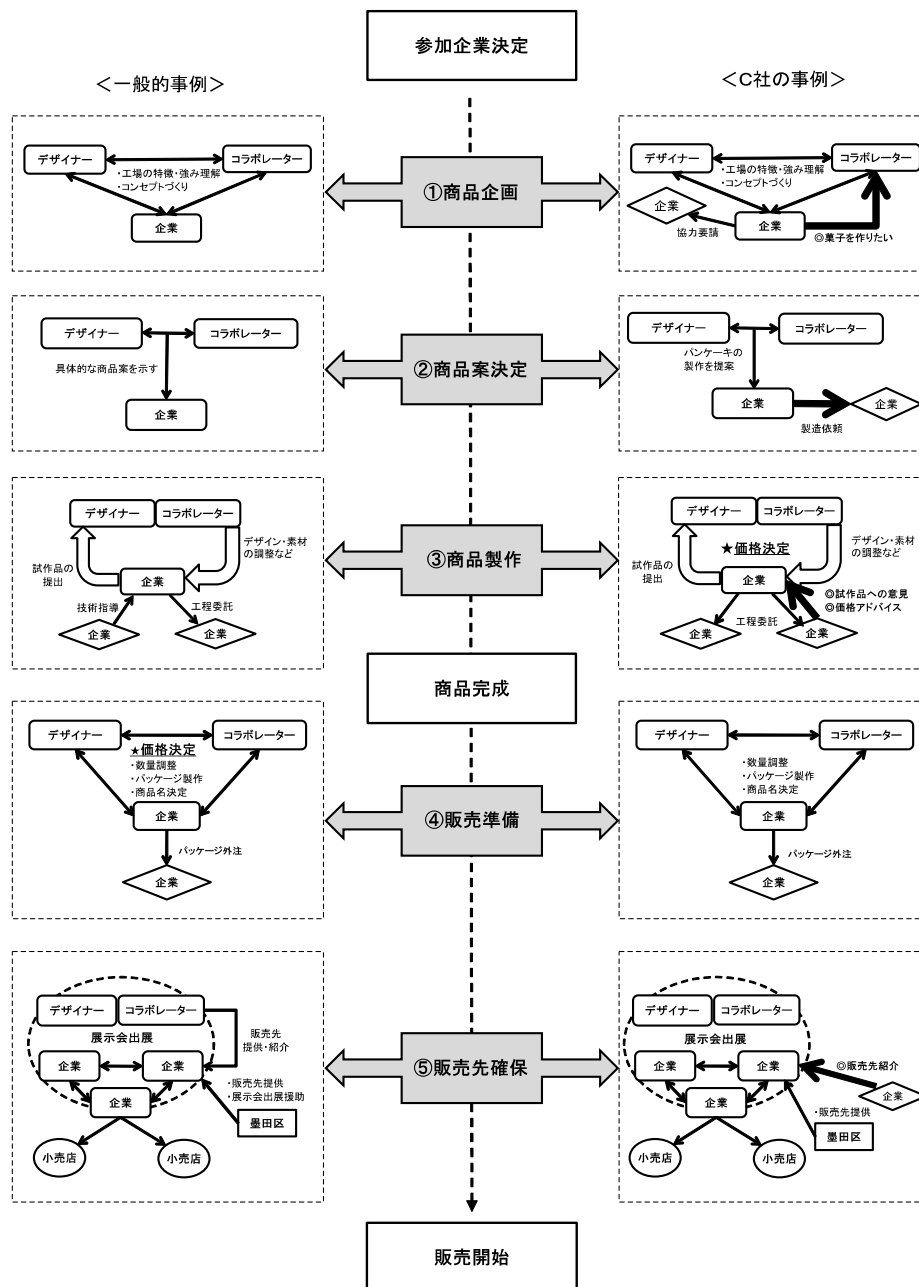 参加企業決定
＜一般的事例＞
＜C社の事例＞
デザイナー
コラボレーター
・工場の特徴・強み理解
・コンセプトづくり
企業
①商品企画
デザイナー
コラボレーター
・工場の特徴・強み理解
・コンセプトづくり
企業
協力要請
企業
◎菓子を作りたい
デザイナー
コラボレーター
具体的な商品案を示す
企業
②商品案決定
デザイナー
コラボレーター
パンケーキの
製作を提案
企業
企業
製造依頼
デザイナー
コラボレーター
試作品の
提出
デザイン・素材
の調整など
企業
技術指導
工程委託
企業
企業
③商品製作
デザイナー
コラボレーター
★価格決定
デザイン・素材
の調整など
試作品の
提出
企業
◎試作品への意見
◎価格アドバイス
工程委託
企業
企業
商品完成
デザイナー
コラボレーター
★価格決定
・数量調整
・パッケージ製作
・商品名決定
企業
パッケージ外注
企業
④販売準備
デザイナー
コラボレーター
・数量調整
・パッケージ製作
・商品名決定
企業
パッケージ外注
企業
デザイナー
コラボレーター
展示会出展
販売先
提供・紹介
企業
企業
企業
・販売先提供
・展示会出展援助
墨田区
小売店
小売店
⑤販売先確保
デザイナー
コラボレーター
展示会出展
企業
企業
◎販売先紹介
企業
企業
・販売先提供
墨田区
小売店
小売店
販売開始